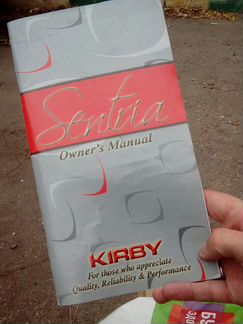 Sentria
Owner's Manual
KIRBY
For those who appreciate
Quality, Reliability & Performance